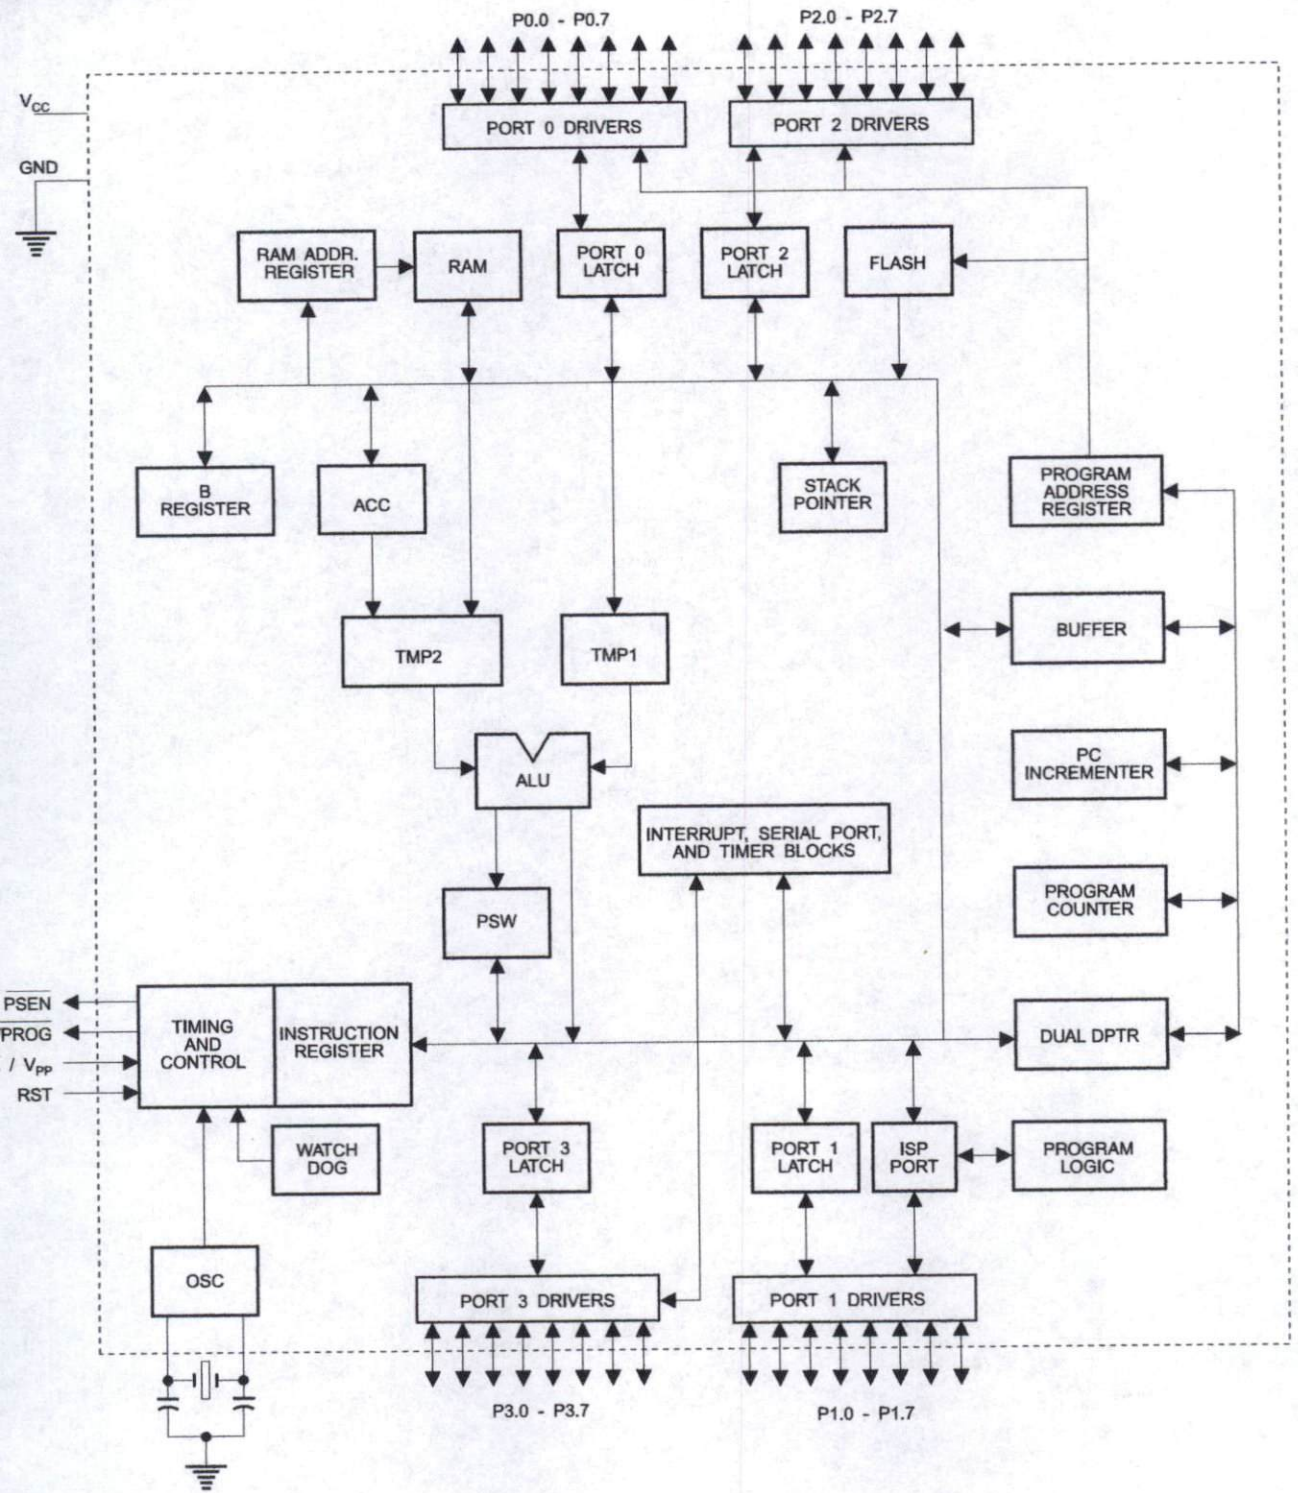 P0.0 - P0.7
P2.0 - P2.7
VCC
PORT 0 DRIVERS
PORT 2 DRIVERS
GND
RAM ADDR.
REGISTER
RAM
PORT 0
LATCH
PORT 2
LATCH
FLASH
B
REGISTER
ACC
STACK
POINTER
PROGRAM
ADDRESS
REGISTER
BUFFER
TMP2
TMP1
PC
INCREMENTER
ALU
INTERRUPT, SERIAL PORT,
AND TIMER BLOCKS
PROGRAM
COUNTER
PSW
PSEN
/PROG
/ VPP
RST
TIMING
AND
CONTROL
INSTRUCTION
REGISTER
DUAL DPTR
WATCH
DOG
PORT 3
LATCH
PORT 1
LATCH
ISP
PORT
PROGRAM
LOGIC
OSC
PORT 3 DRIVERS
PORT 1 DRIVERS
P3.0 - P3.7
P1.0 - P1.7